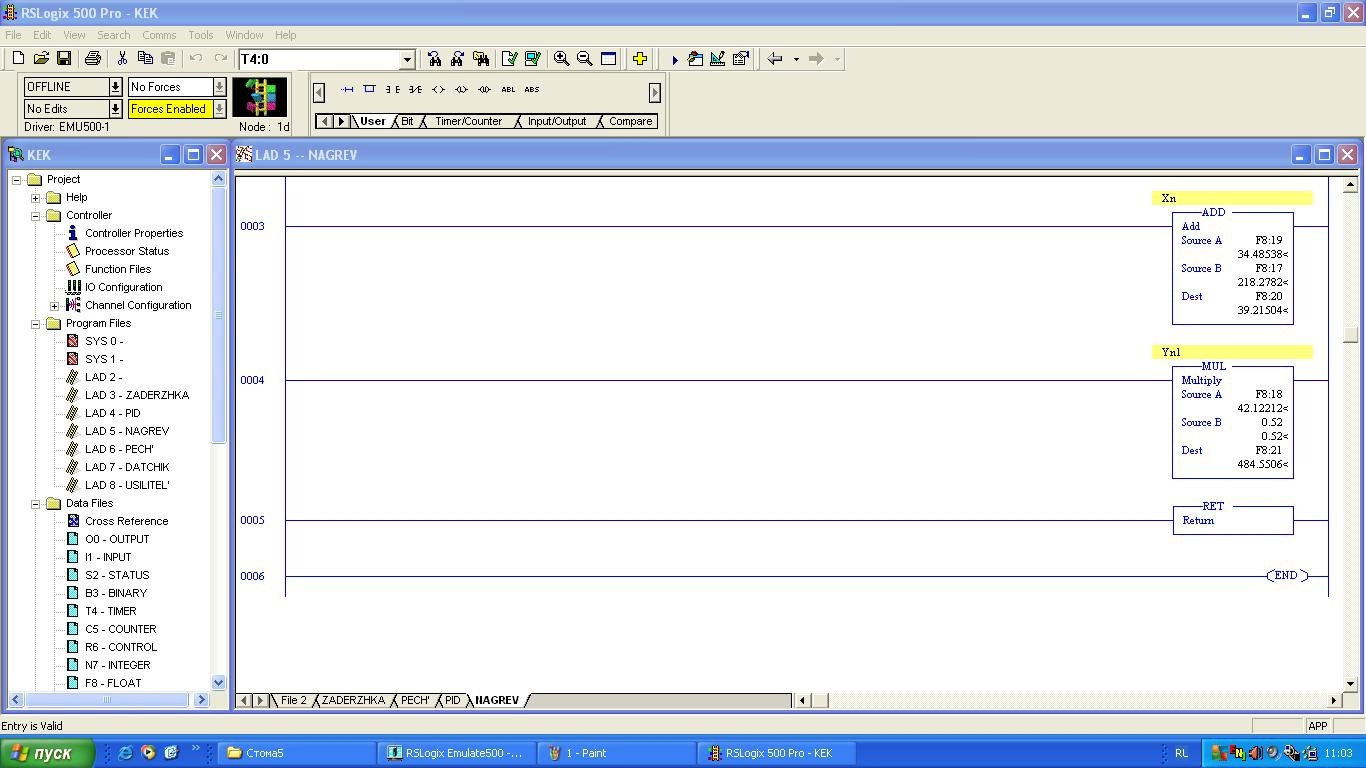 RSLogix 500 Pro - KEK
File Edit View Search Comms Tools Window Help
T4:0
OFFLINE No Forces
No Edits Forces Enabled
Driver: EMU500-1 Node : 1d
ABL ABS
User Bit Timer/Counter Input/Output Compare
KEK
Project
Help
Controller
Controller Properties
Processor Status
Function Files
IO Configuration
Channel Configuration
Program Files
SYS 0 -
SYS 1 -
LAD 2 -
LAD 3 - ZADERZHKA
LAD 4 - PID
LAD 5 - NAGREV
LAD 6 - PECH'
LAD 7 - DATCHIK
LAD 8 - USILITEL'
Data Files
Cross Reference
O0 - OUTPUT
I1 - INPUT
S2 - STATUS
B3 - BINARY
T4 - TIMER
C5 - COUNTER
R6 - CONTROL
N7 - INTEGER
F8 - FLOAT
LAD 5 -- NAGREV
Xn
ADD
0003 Add
Source A F8:19
34.48538<
Source B F8:17
218.2782<
Dest F8:20
39.21504<
Yn1
MUL
0004 Multiply
Source A F8:18
42.12212<
Source B 0.52
0.52<
Dest F8:21
484.5506<
RET
0005 Return
0006 END
File 2 ZADERZHKA PECH' PID NAGREV
Entry is Valid APP
пуск » Стома5 RSLogix Emulate500 -... 1 - Paint RSLogix 500 Pro - KEK RL 11:03